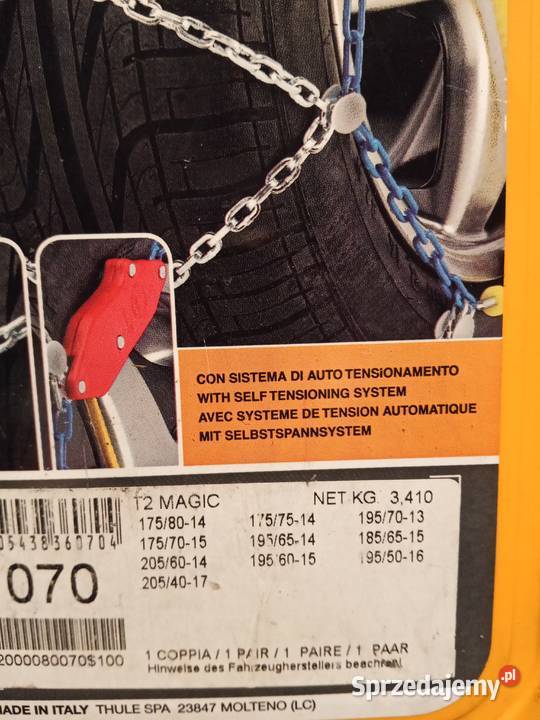 CON SISTEMA DI AUTO TENSIONAMENTO
WITH SELF TENSIONING SYSTEM
AVEC SYSTEME DE TENSION AUTOMATIQUE
MIT SELBSTSPANNSYSTEM
T2 MAGIC NET KG. 3,410
175/80-14 175/75-14 195/70-13
175/70-15 195/65-14 185/65-15
205/60-14 195/60-15 195/50-16
205/40-17
05438360704
070
2000080070$100
1 COPPIA / 1 PAIR / 1 PAIRE / 1 PAAR
Hinweise des Fahrzeugherstellers beachten!
MADE IN ITALY THULE SPA 23847 MOLTENO (LC)
Sprzedajemy.pl